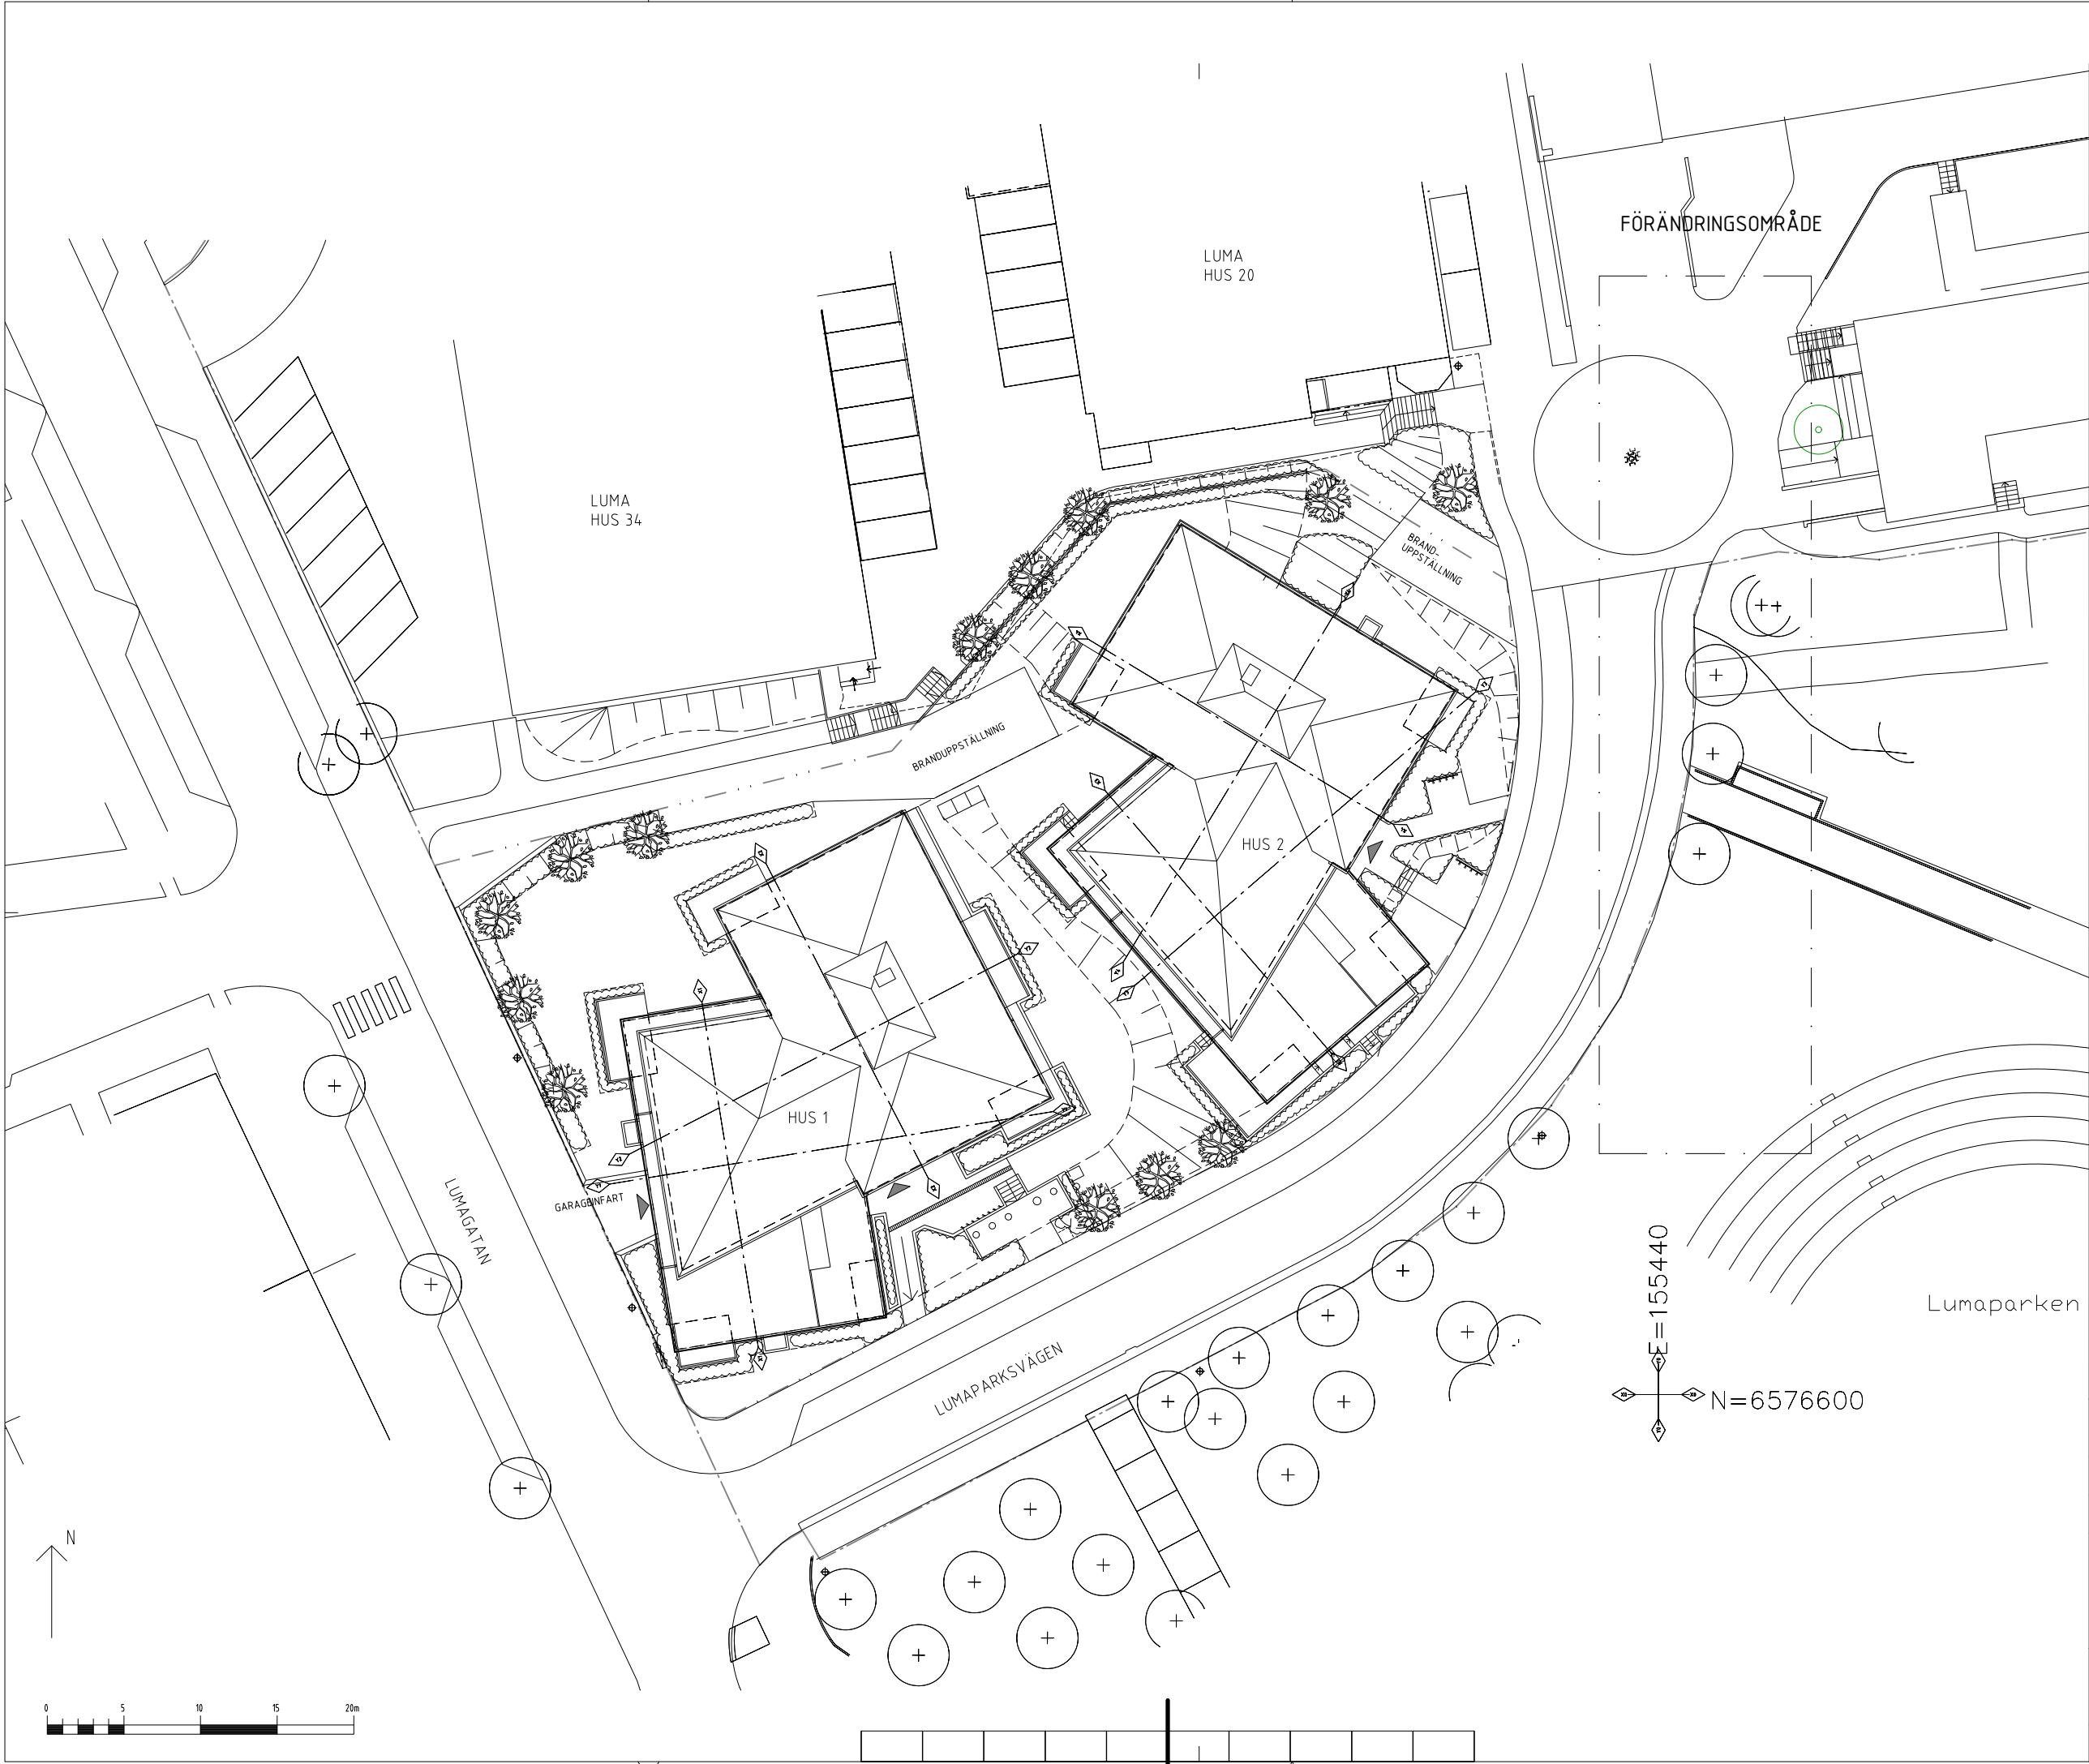 FÖRÄNDRINGSOMRÅDE
LUMA
HUS 20
LUMA
HUS 34
BRAND-
UPPSTÄLLNING
BRANDUPPSTÄLLNING
HUS 2
HUS 1
GARAGEINFART
LUMAGATAN
LUMAPARKSVÄGEN
E=155440
N=6576600
Lumaparken
N
0 5 10 15 20m